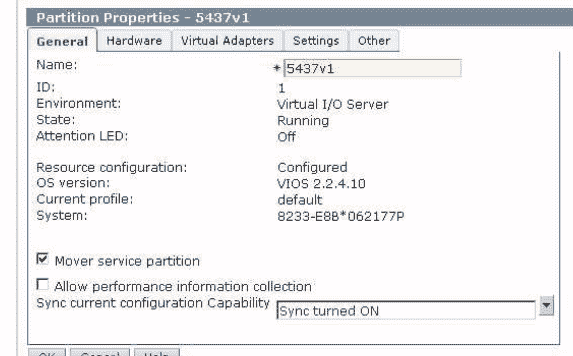 Partition Properties - 5437v1
General Hardware Virtual Adapters Settings Other
Name: * 5437v1
ID: 1
Environment: Virtual I/O Server
State: Running
Attention LED: Off
Resource configuration: Configured
OS version: VIOS 2.2.4.10
Current profile: default
System: 8233-E8B*062177P
Mover service partition
Allow performance information collection
Sync current configuration Capability Sync turned ON
OK Cancel Help